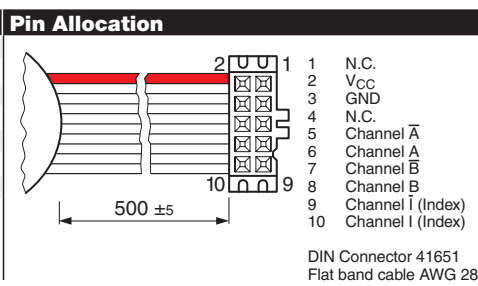 Pin Allocation
2 1
10 9
500 ±5
1 N.C.
2 VCC
3 GND
4 N.C.
5 Channel A̅
6 Channel A
7 Channel B̅
8 Channel B
9 Channel I̅ (Index)
10 Channel I (Index)
DIN Connector 41651
Flat band cable AWG 28